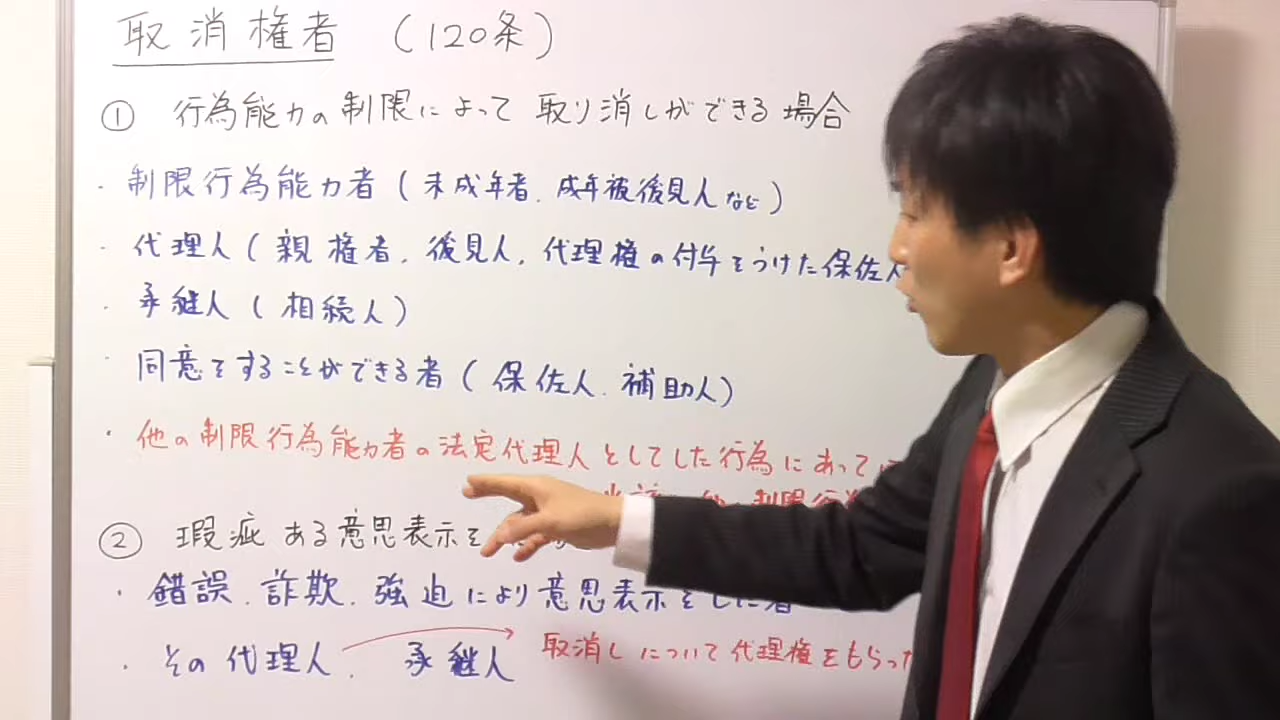 取消権者 (120条)
① 行為能力の制限によって 取り消しができる場合
・制限行為能力者(未成年者、成年被後見人など)
・代理人(親権者、後見人、代理権の付与をうけた保佐人
・承継人(相続人)
・同意をすることができる者(保佐人、補助人)
・他の制限行為能力者の法定代理人としてした行為にあっては
他の制限行為
② 瑕疵ある意思表示を
・錯誤、詐欺、強迫により意思表示をした者
・その代理人、承継人 取消しについて代理権をもらった